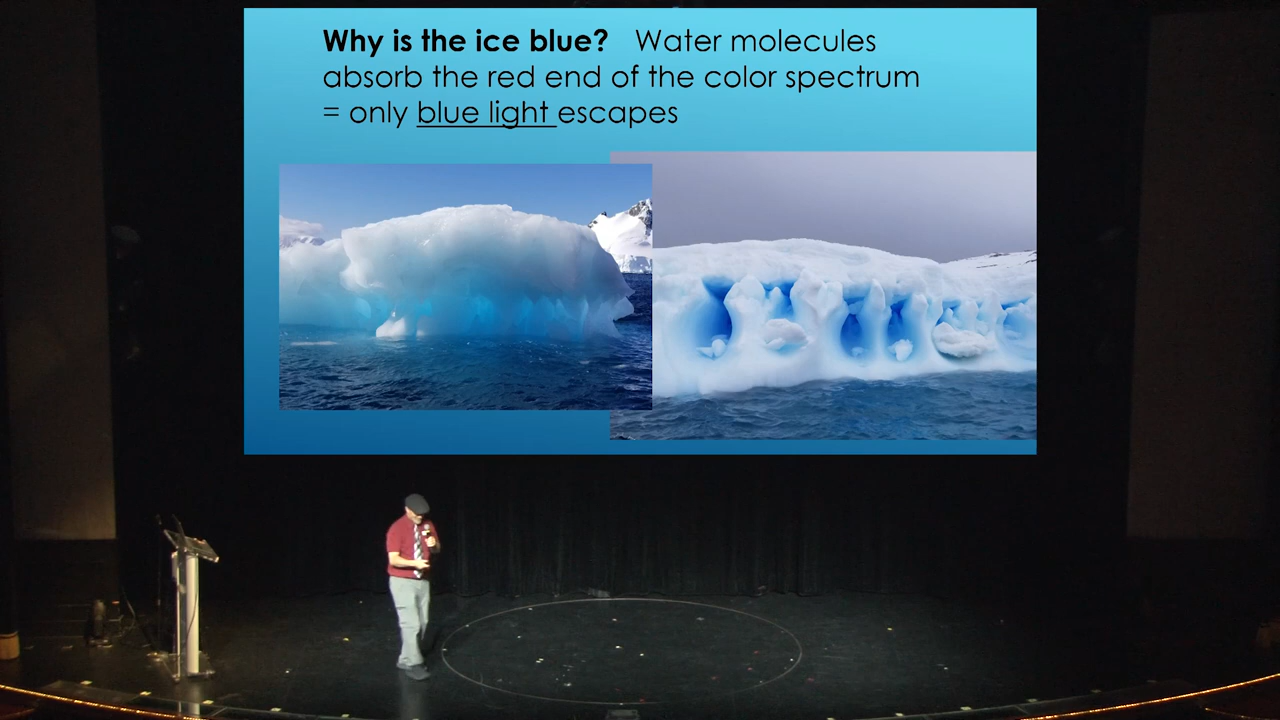 Why is the ice blue? Water molecules
absorb the red end of the color spectrum
= only blue light escapes